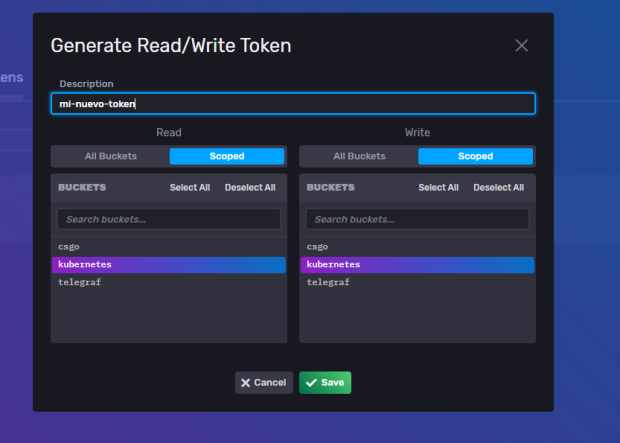 Generate Read/Write Token
ens
Description
mi-nuevo-token
Read
Write
All Buckets Scoped
All Buckets Scoped
BUCKETS Select All Deselect All
BUCKETS Select All Deselect All
Search buckets...
Search buckets...
csgo
csgo
kubernetes
kubernetes
telegraf
telegraf
Cancel
Save